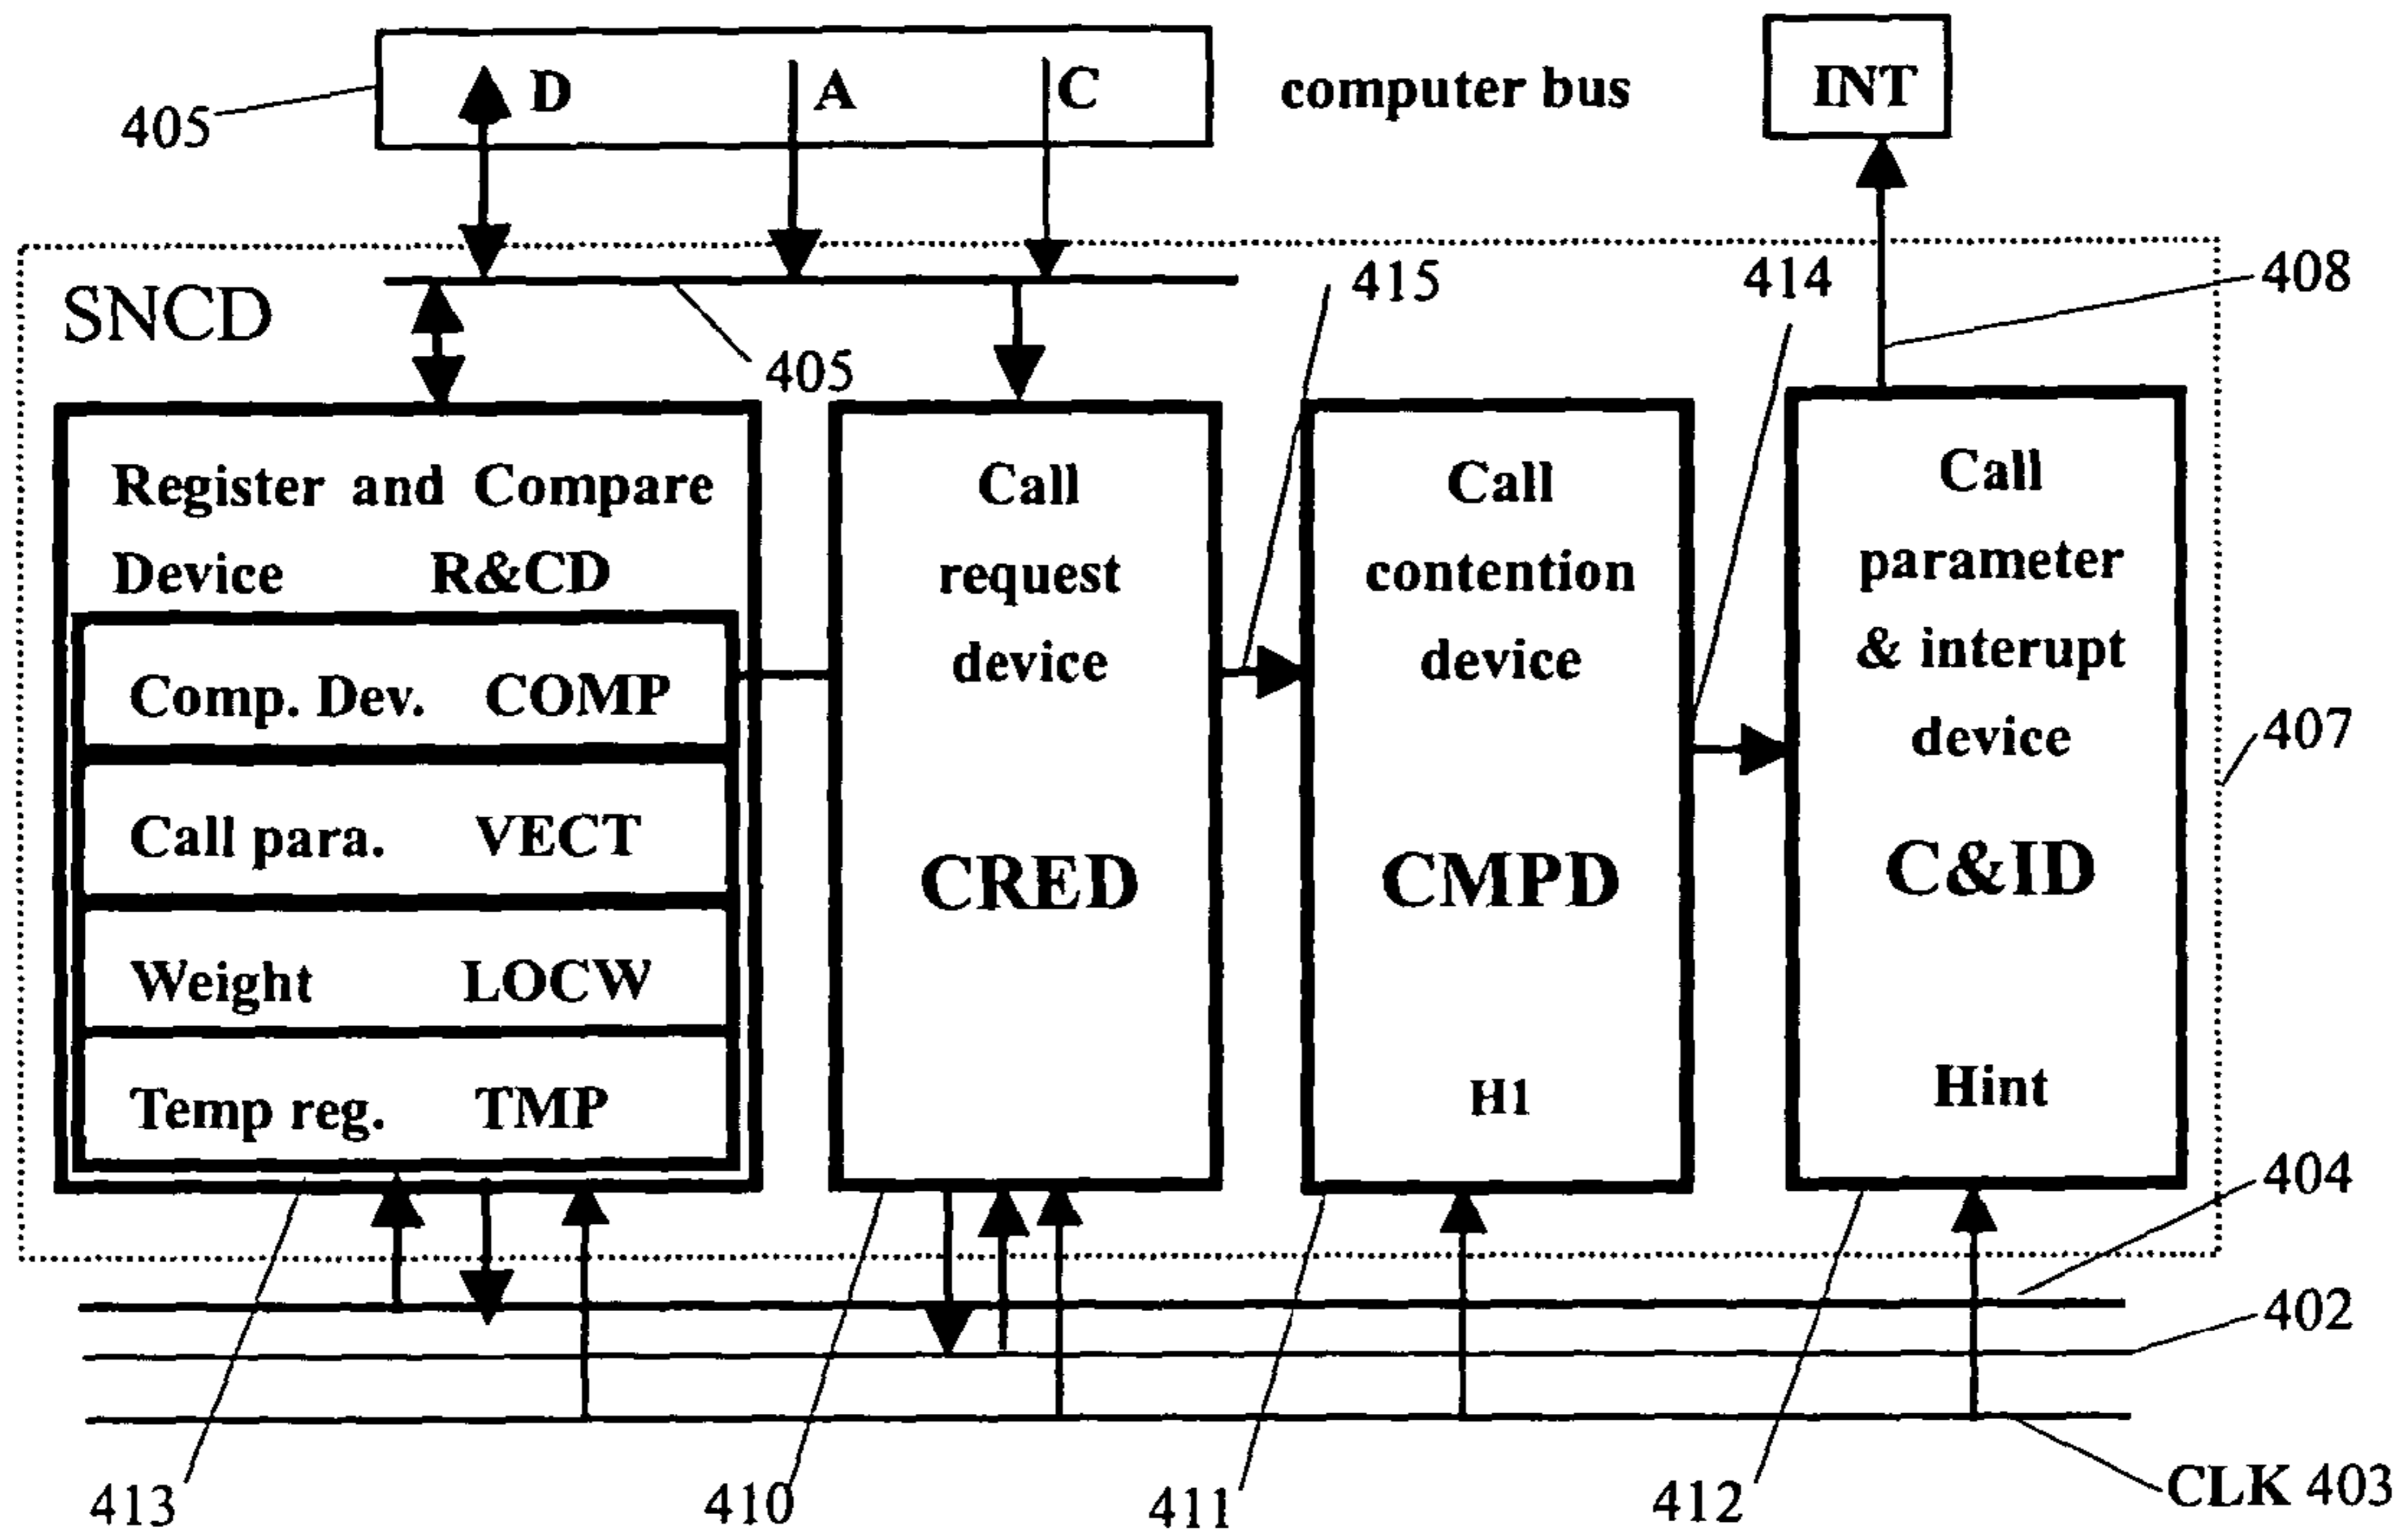 D
A
C
computer bus
INT
405
SNCD
405
415
414
408
Register and Compare
Device R&CD
Comp. Dev. COMP
Call para. VECT
Weight LOCW
Temp reg. TMP
Call
request
device
CRED
Call
contention
device
CMPD
H1
Call
parameter
& interupt
device
C&ID
Hint
407
404
402
CLK 403
413
410
411
412